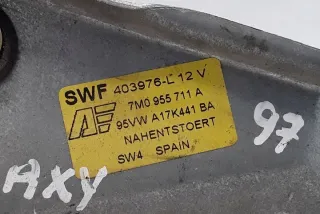 SWF 403976-L 12 V
7M0 955 711 A
95VW A17K441 BA
NAHENTSTOERT
SW4 SPAIN
97
AXY